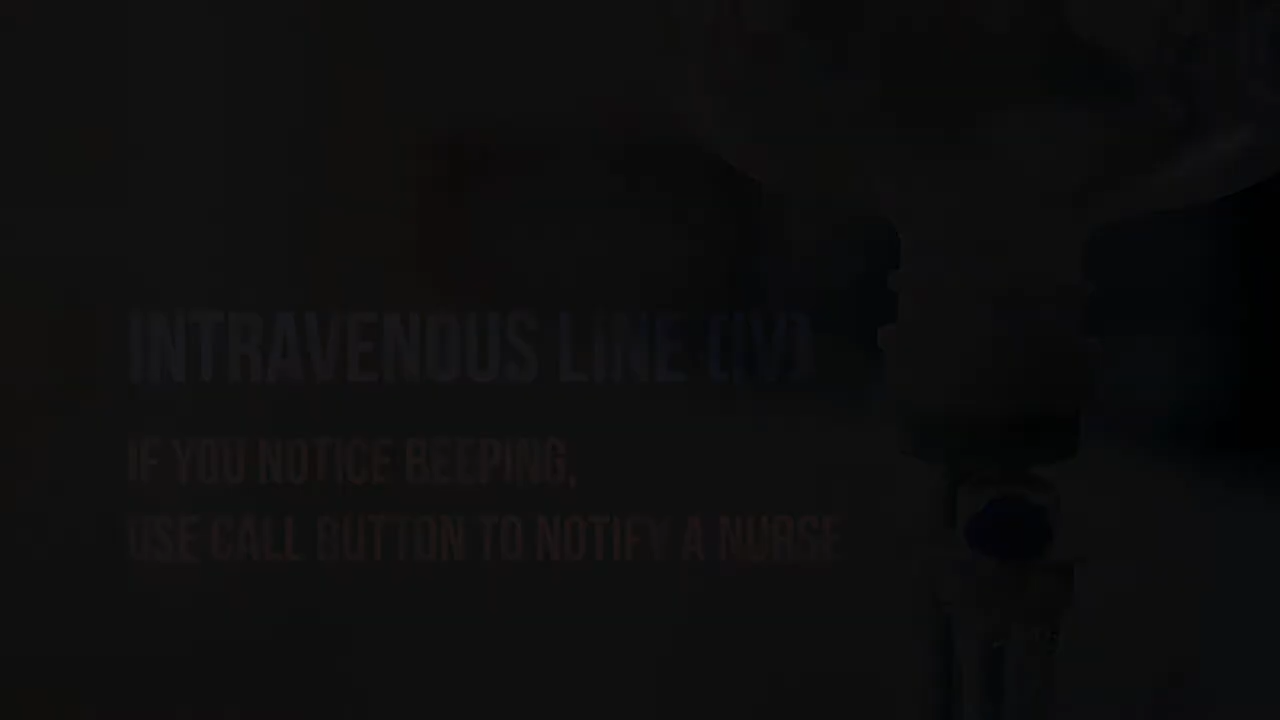 INTRAVENOUS LINE (IV)
IF YOU NOTICE BEEPING,
USE CALL BUTTON TO NOTIFY A NURSE